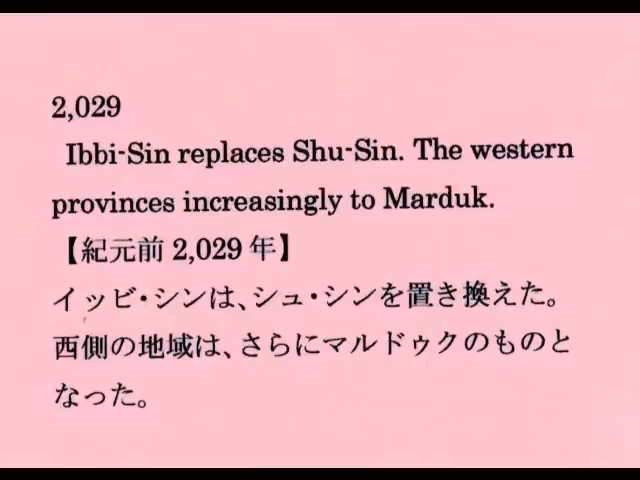 2,029
Ibbi-Sin replaces Shu-Sin. The western
provinces increasingly to Marduk.
【紀元前 2,029 年】
イッビ・シンは、シュ・シンを置き換えた。
西側の地域は、さらにマルドゥクのものと
なった。